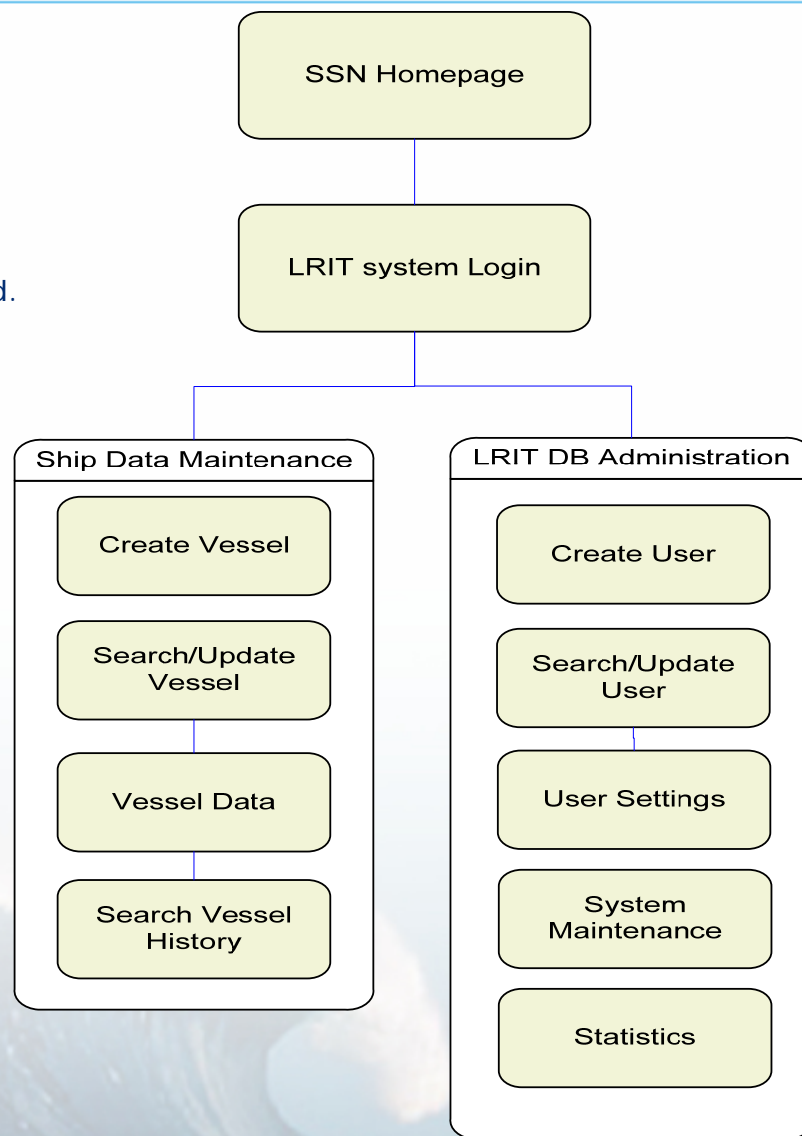 SSN Homepage
LRIT system Login
d.
Ship Data Maintenance
Create Vessel
Search/Update
Vessel
Vessel Data
Search Vessel
History
LRIT DB Administration
Create User
Search/Update
User
User Settings
System
Maintenance
Statistics